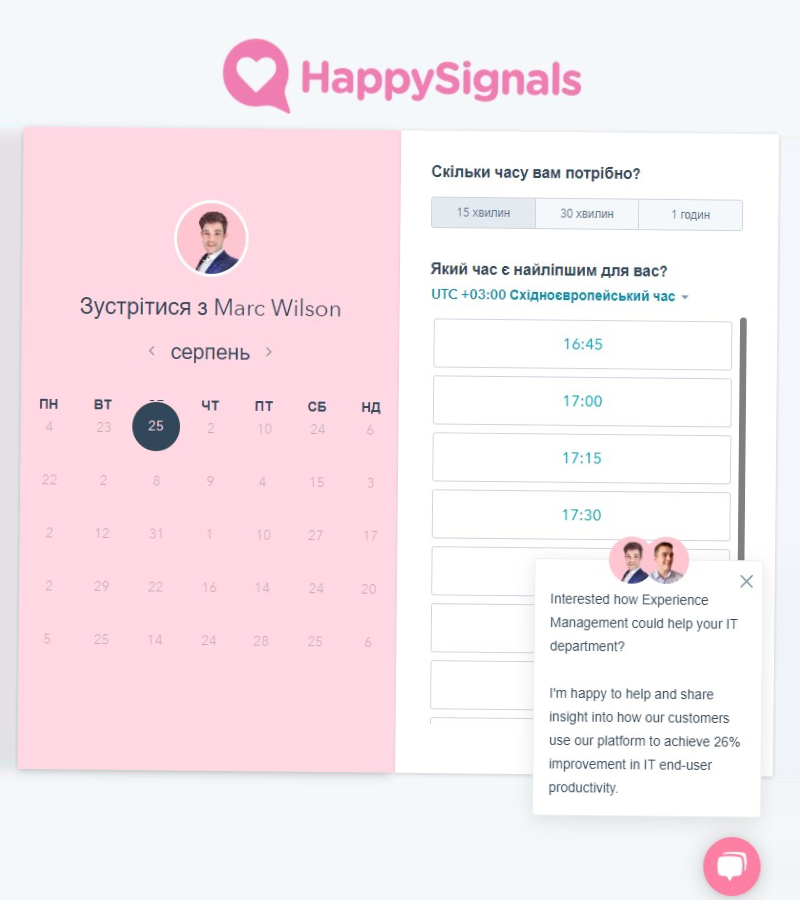 HappySignals
Зустрітися з Marc Wilson
серпень
ПН ВТ ЧТ ПТ СБ НД
4 23 25 2 10 24 6
22 2 8 9 4 15 3
2 12 31 1 10 27 17
2 29 22 16 14 24 20
5 25 14 24 28 25 6
Скільки часу вам потрібно?
15 хвилин 30 хвилин 1 годин
Який час є найліпшим для вас?
UTC +03:00 Східноєвропейський час
16:45
17:00
17:15
17:30
Interested how Experience
Management could help your IT
department?
I'm happy to help and share
insight into how our customers
use our platform to achieve 26%
improvement in IT end-user
productivity.